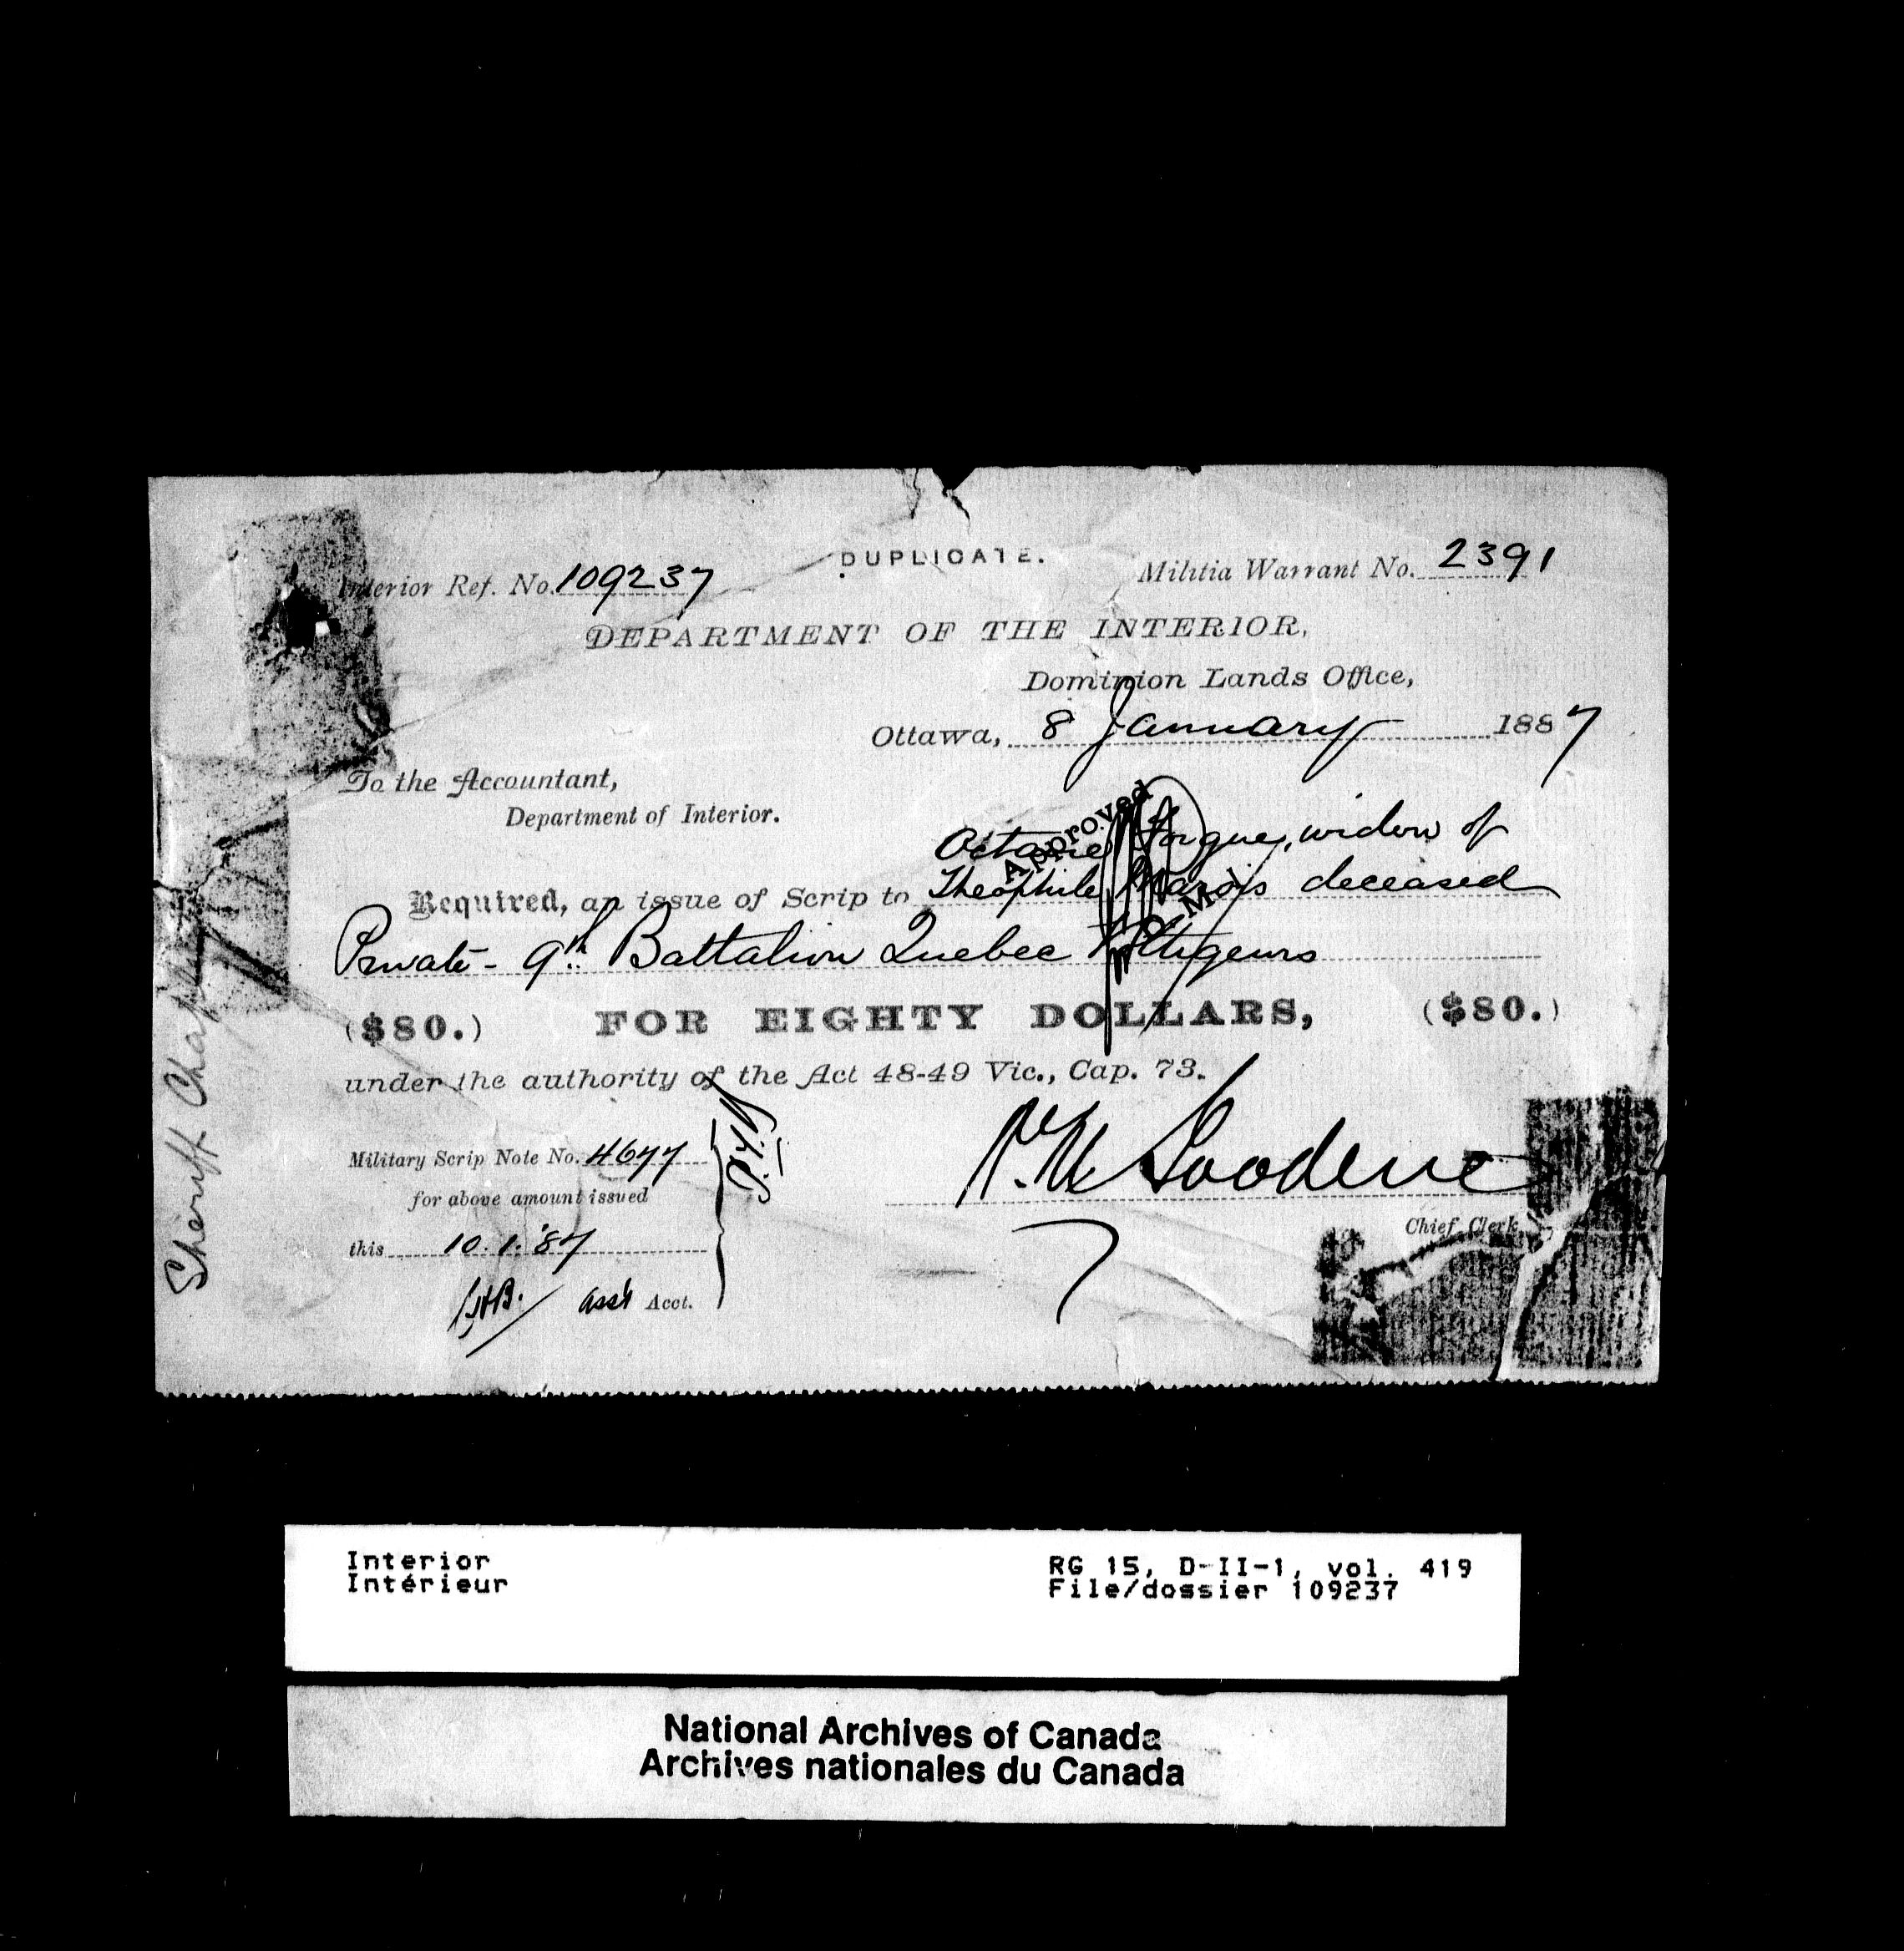 DUPLICATE.
Interior Ref. No. 109237
Militia Warrant No. 2391
DEPARTMENT OF THE INTERIOR,
Dominion Lands Office,
Ottawa, 8 January 1887
To the Accountant,
Department of Interior.
Approved
Octavie Forgue, widow of
Required, an issue of Scrip to Theophile Marois deceased
Private - 9th Battalion Quebec Voltigeurs
($80.) FOR EIGHTY DOLLARS, ($80.)
under the authority of the Act 48-49 Vic., Cap. 73.
Military Scrip Note No. 4677
for above amount issued
this 10.1.'87
Asst Acct.
Chief Clerk
Sheriff
Interior
Intérieur
RG 15, D-II-1, vol. 419
File/dossier 109237
National Archives of Canada
Archives nationales du Canada